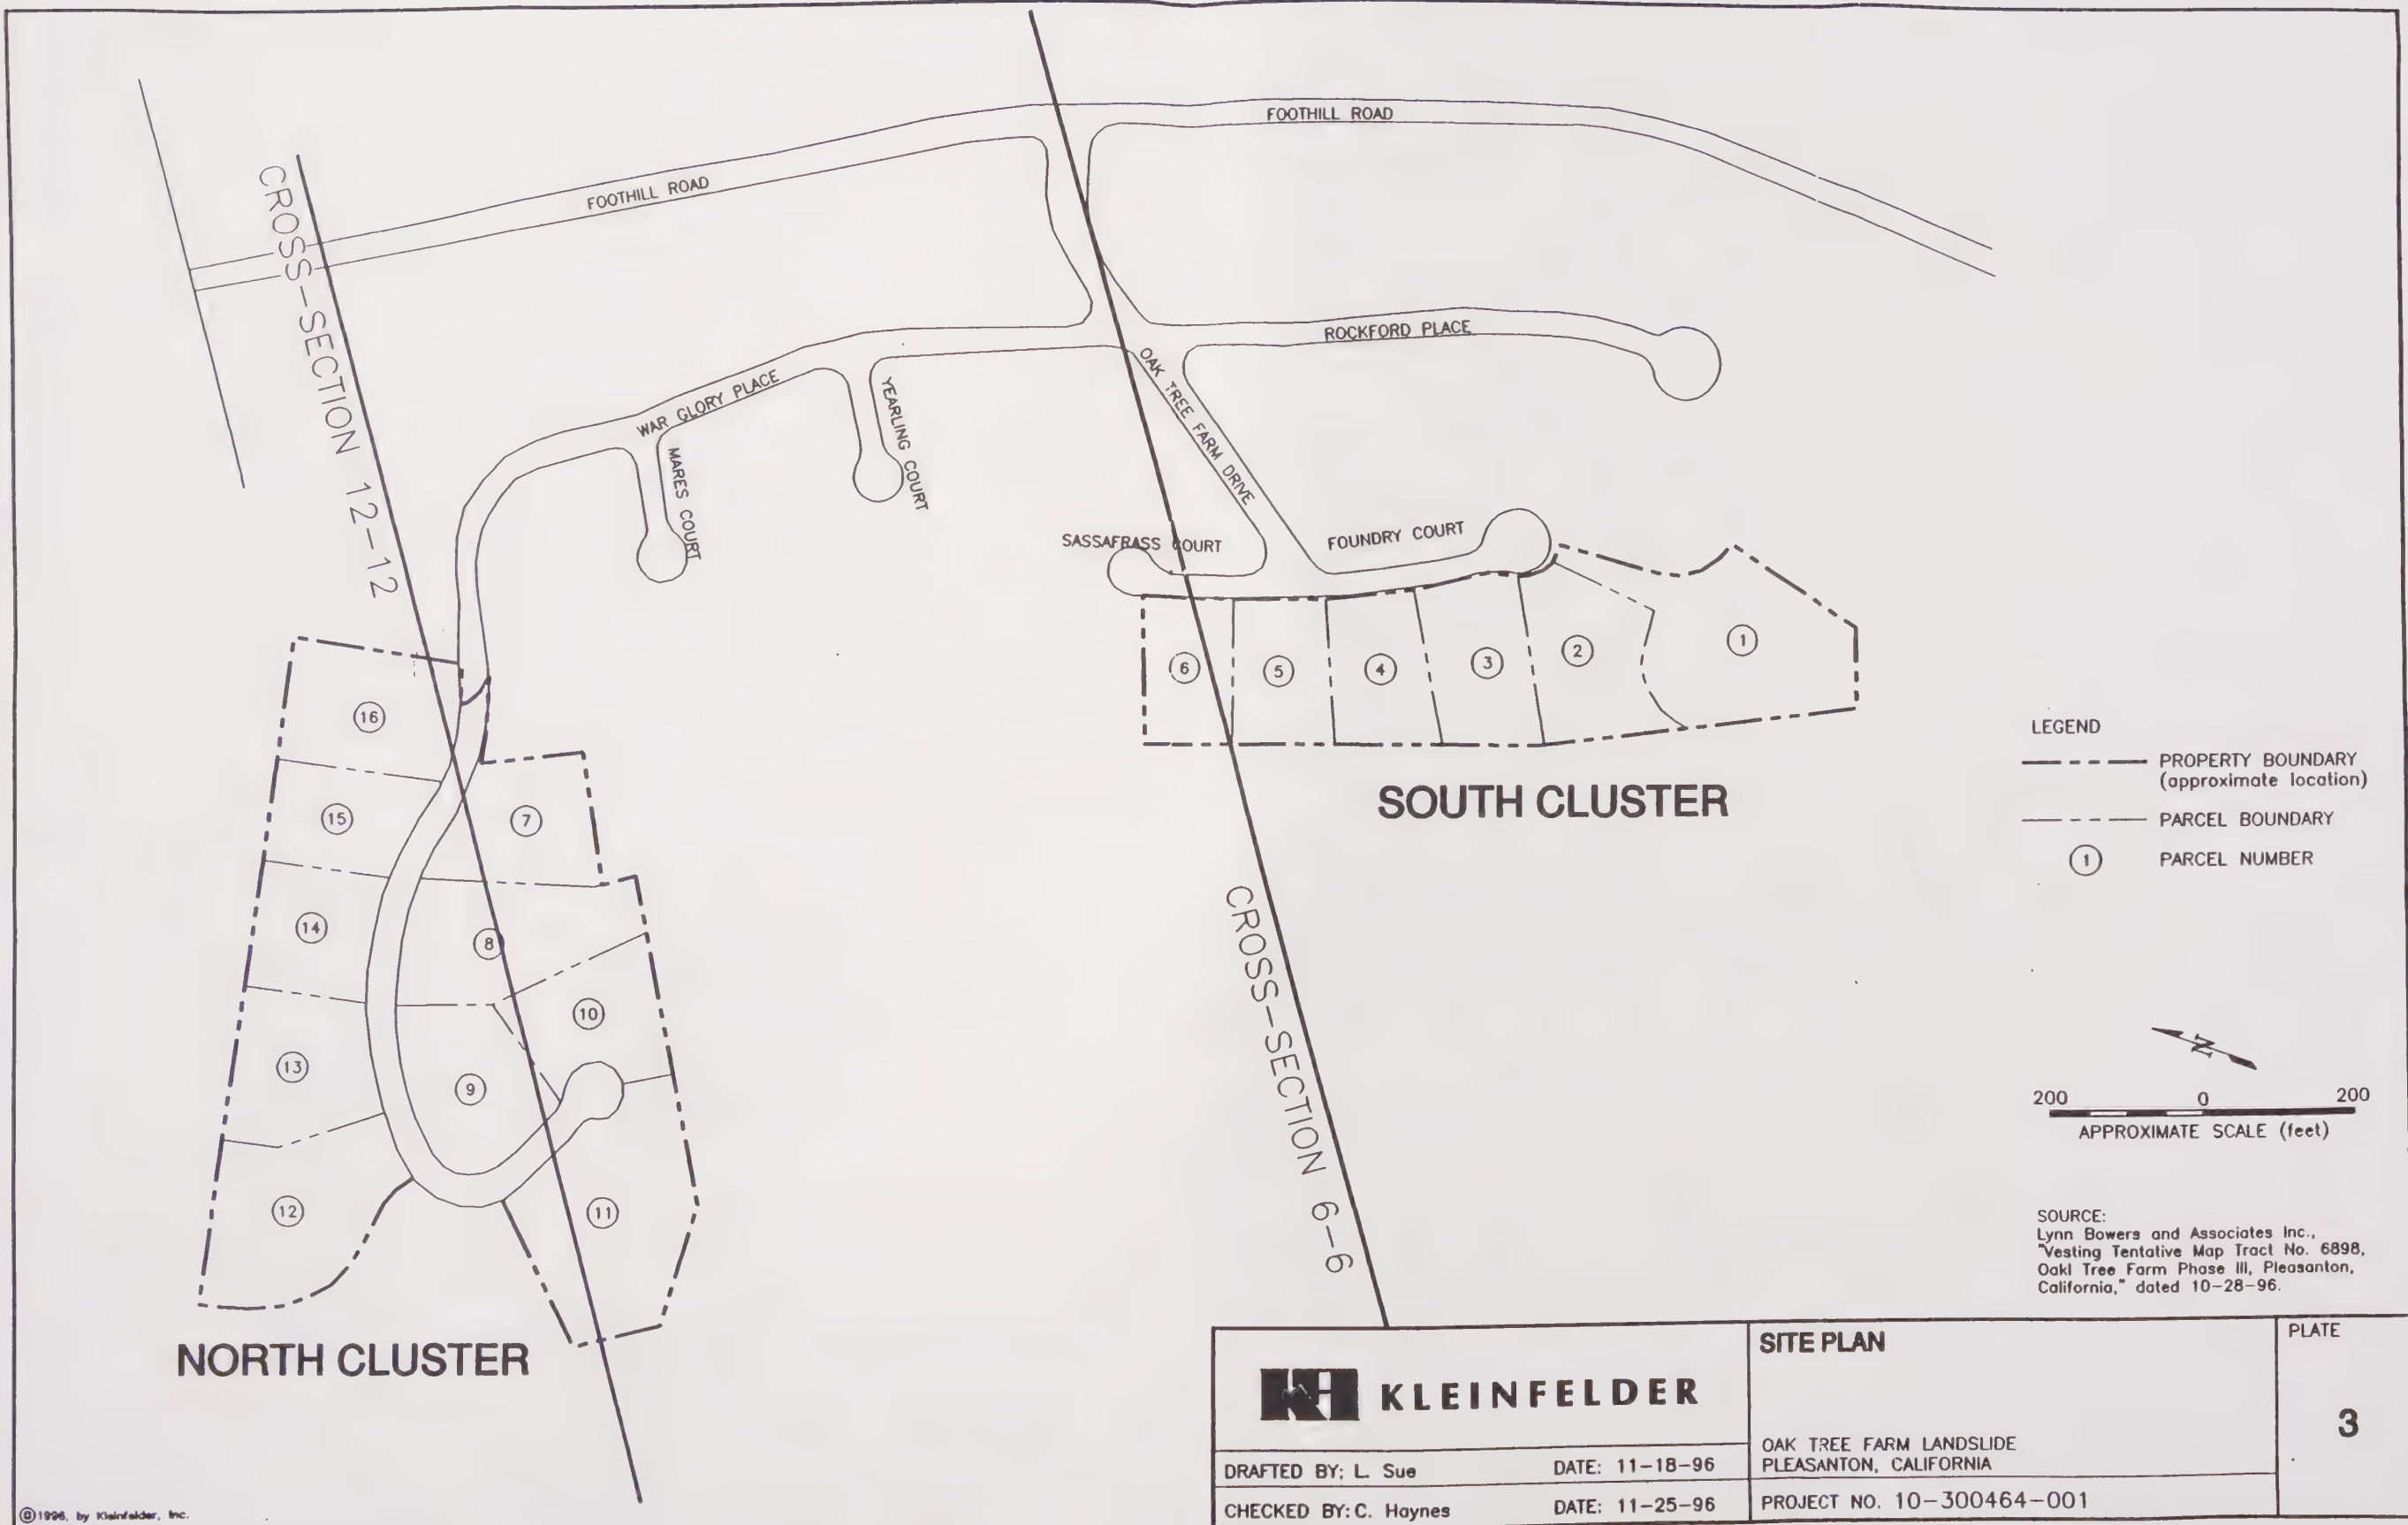 FOOTHILL ROAD
FOOTHILL ROAD
CROSS-SECTION 12-12
ROCKFORD PLACE
OAK TREE FARM DRIVE
WAR GLORY PLACE
YEARLING COURT
MARES COURT
SASSAFRASS COURT
FOUNDRY COURT
6
5
4
3
2
1
16
15
7
14
8
13
10
9
12
11
SOUTH CLUSTER
CROSS-SECTION 6-6
NORTH CLUSTER
LEGEND
PROPERTY BOUNDARY
(approximate location)
PARCEL BOUNDARY
1 PARCEL NUMBER
N
200 0 200
APPROXIMATE SCALE (feet)
SOURCE:
Lynn Bowers and Associates Inc.,
"Vesting Tentative Map Tract No. 6898,
Oakl Tree Farm Phase III, Pleasanton,
California," dated 10-28-96.
KLEINFELDER
DRAFTED BY: L. Sue DATE: 11-18-96
CHECKED BY: C. Haynes DATE: 11-25-96
SITE PLAN
OAK TREE FARM LANDSLIDE
PLEASANTON, CALIFORNIA
PROJECT NO. 10-300464-001
PLATE
3
©1996, by Kleinfelder, Inc.